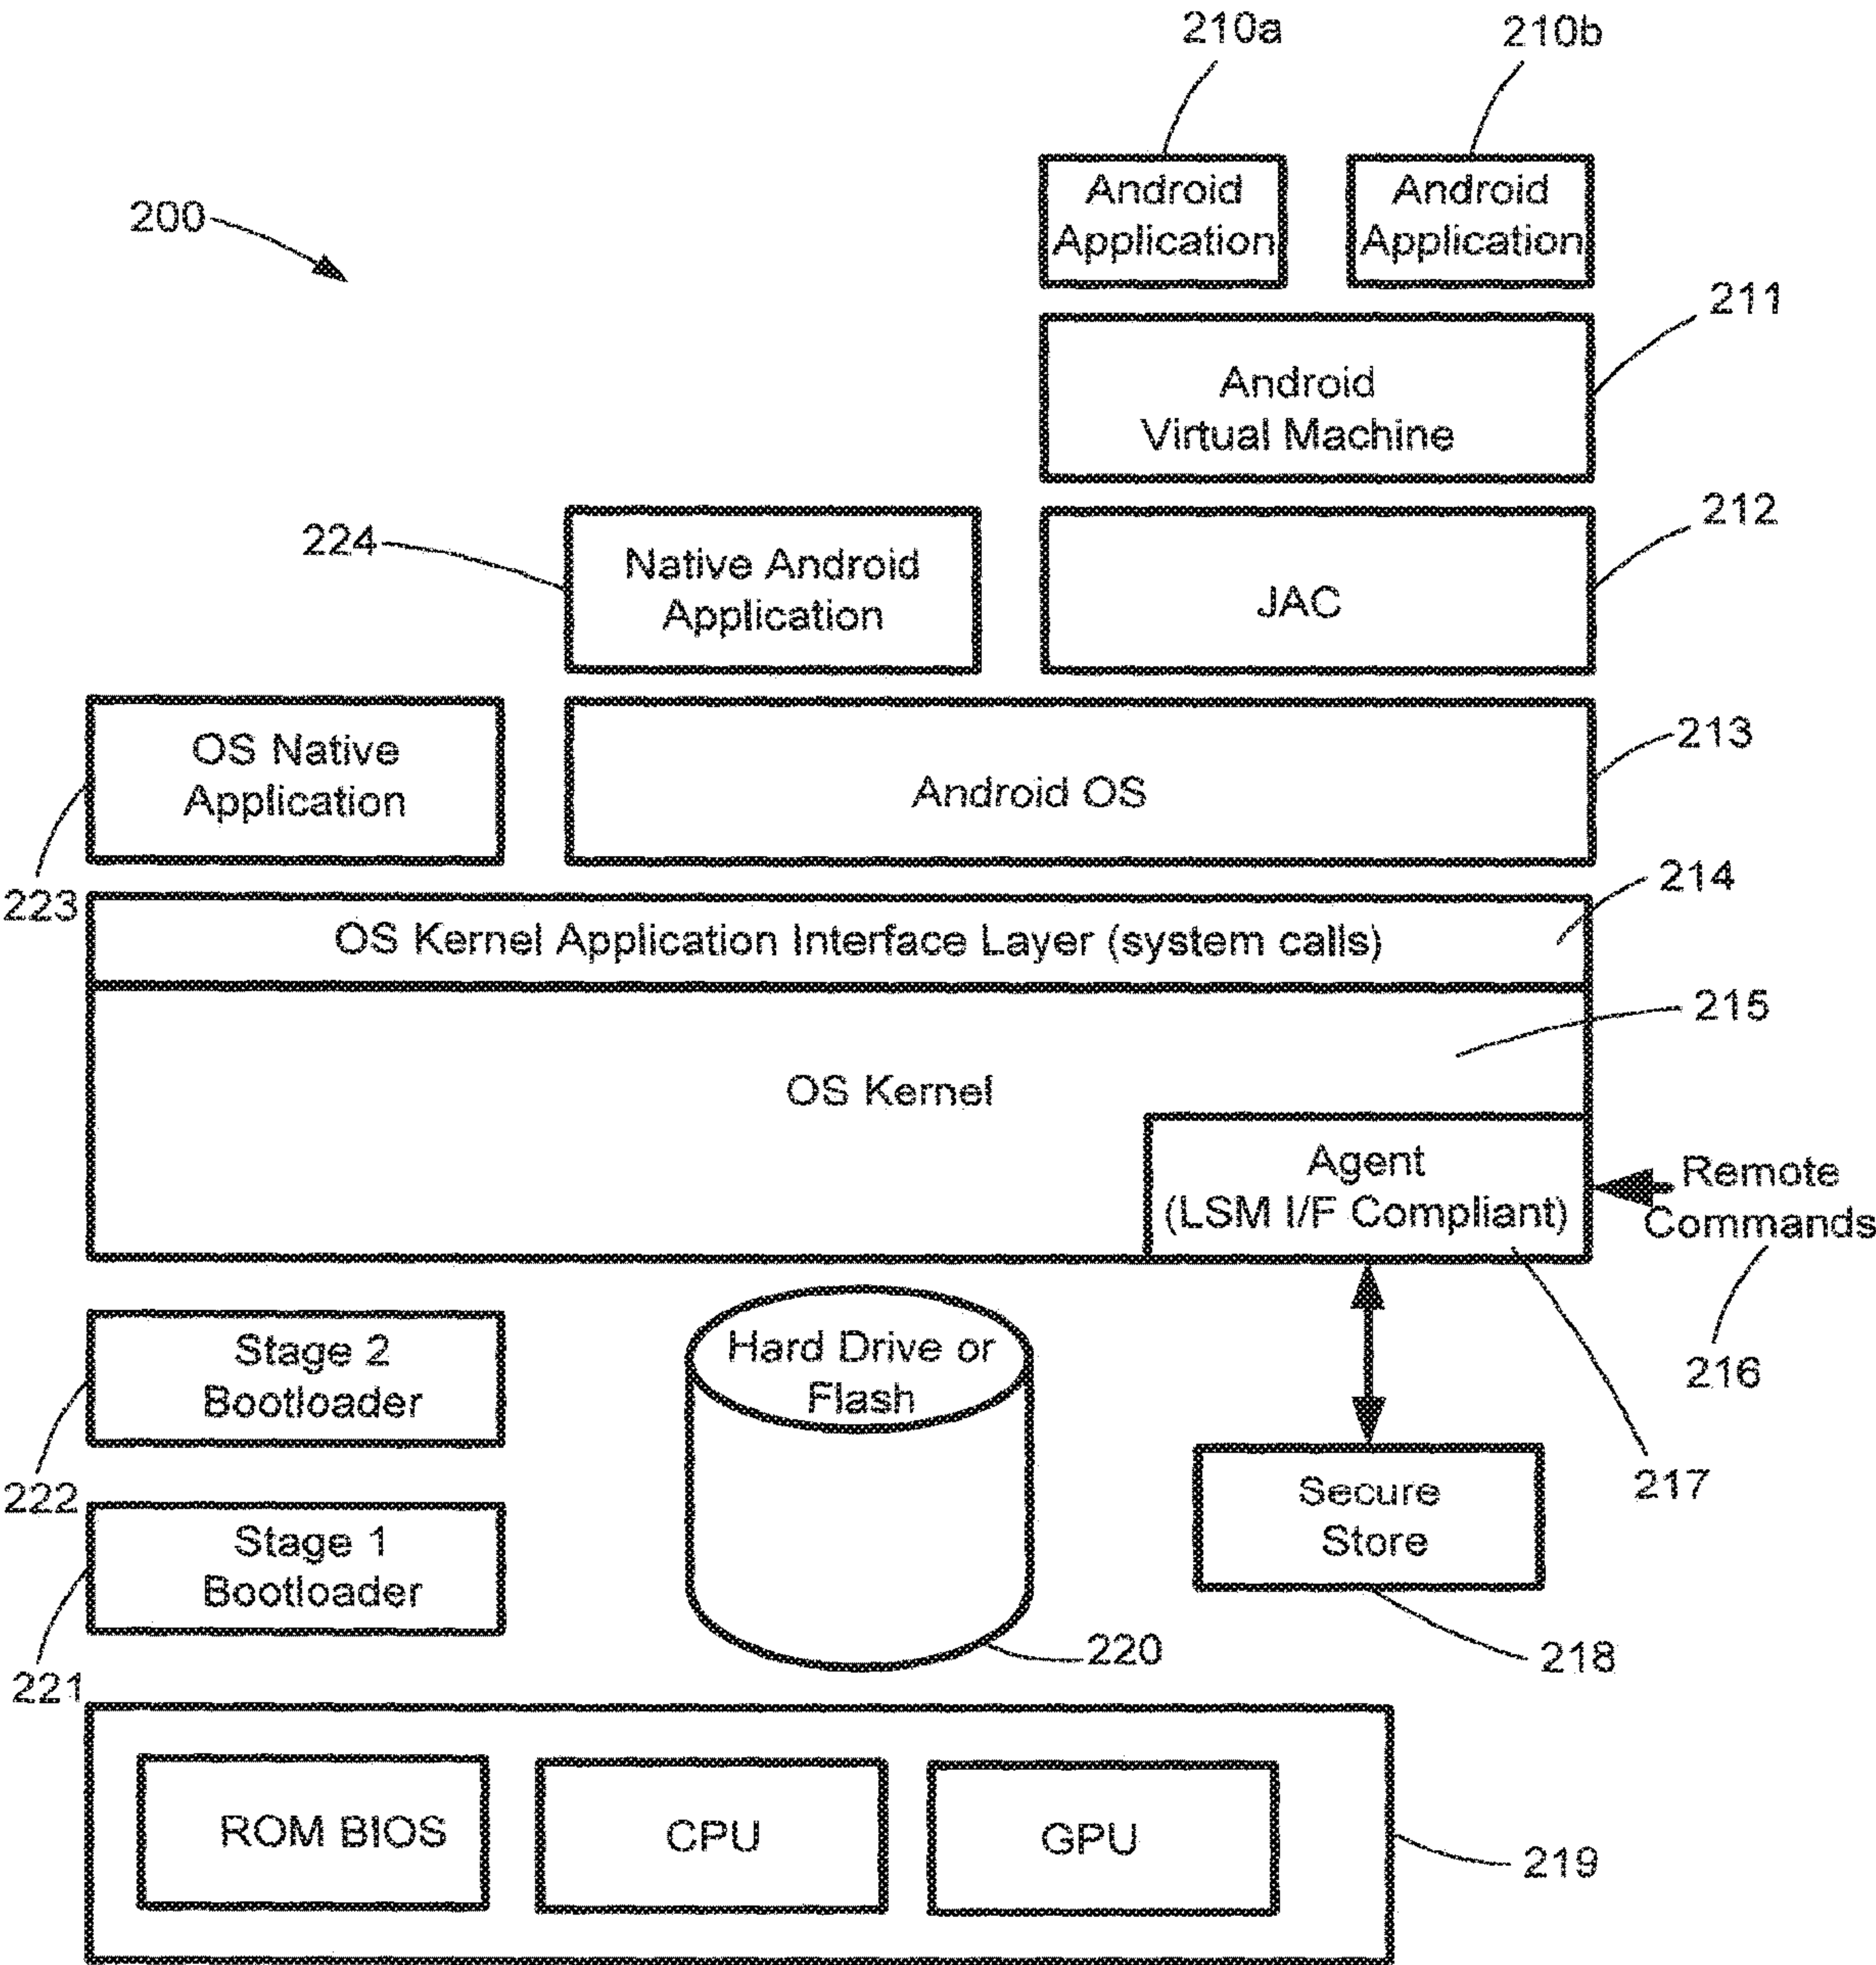 210a
210b
200
Android
Application
Android
Application
211
Android
Virtual Machine
212
224
Native Android
Application
JAC
OS Native
Application
213
Android OS
223
214
OS Kernel Application Interface Layer (system calls)
215
OS Kernel
Agent
(LSM I/F Compliant)
Remote
Commands
216
217
Stage 2
Bootloader
222
Hard Drive or
Flash
Secure
Store
218
Stage 1
Bootloader
221
220
ROM BIOS
CPU
GPU
219